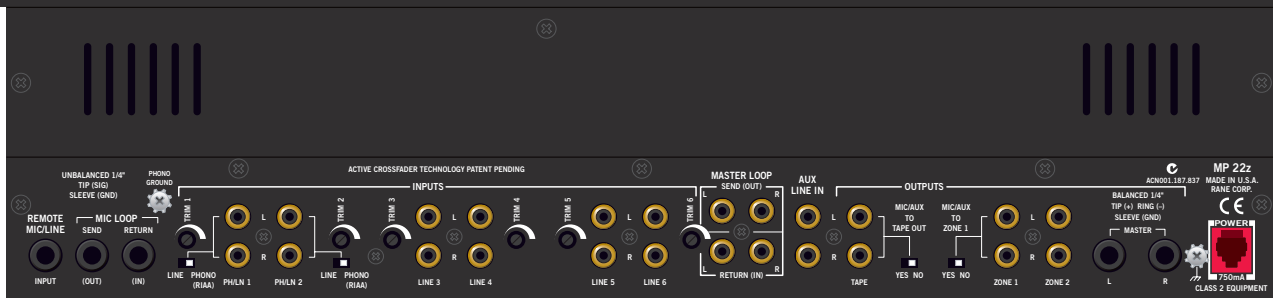 UNBALANCED 1/4"
TIP (SIG)
SLEEVE (GND)
PHONO
GROUND
ACTIVE CROSSFADER TECHNOLOGY PATENT PENDING
INPUTS
REMOTE
MIC/LINE
INPUT
MIC LOOP
SEND
RETURN
(OUT)
(IN)
TRIM 1
LINE PHONO
(RIAA)
L
R
PH/LN 1
PH/LN 2
TRIM 2
LINE PHONO
(RIAA)
TRIM 3
L
R
LINE 3
LINE 4
TRIM 4
TRIM 5
L
R
LINE 5
LINE 6
TRIM 6
MASTER LOOP
SEND (OUT)
L
R
L
R
RETURN (IN)
AUX
LINE IN
OUTPUTS
L
R
TAPE
MIC/AUX
TO
TAPE OUT
YES NO
MIC/AUX
TO
ZONE 1
YES NO
L
R
ZONE 1
ZONE 2
ACN001.187.837
BALANCED 1/4"
TIP (+) RING (–)
SLEEVE (GND)
MASTER
L
R
MP 22z
MADE IN U.S.A.
RANE CORP.
CE
POWER
750mA
CLASS 2 EQUIPMENT